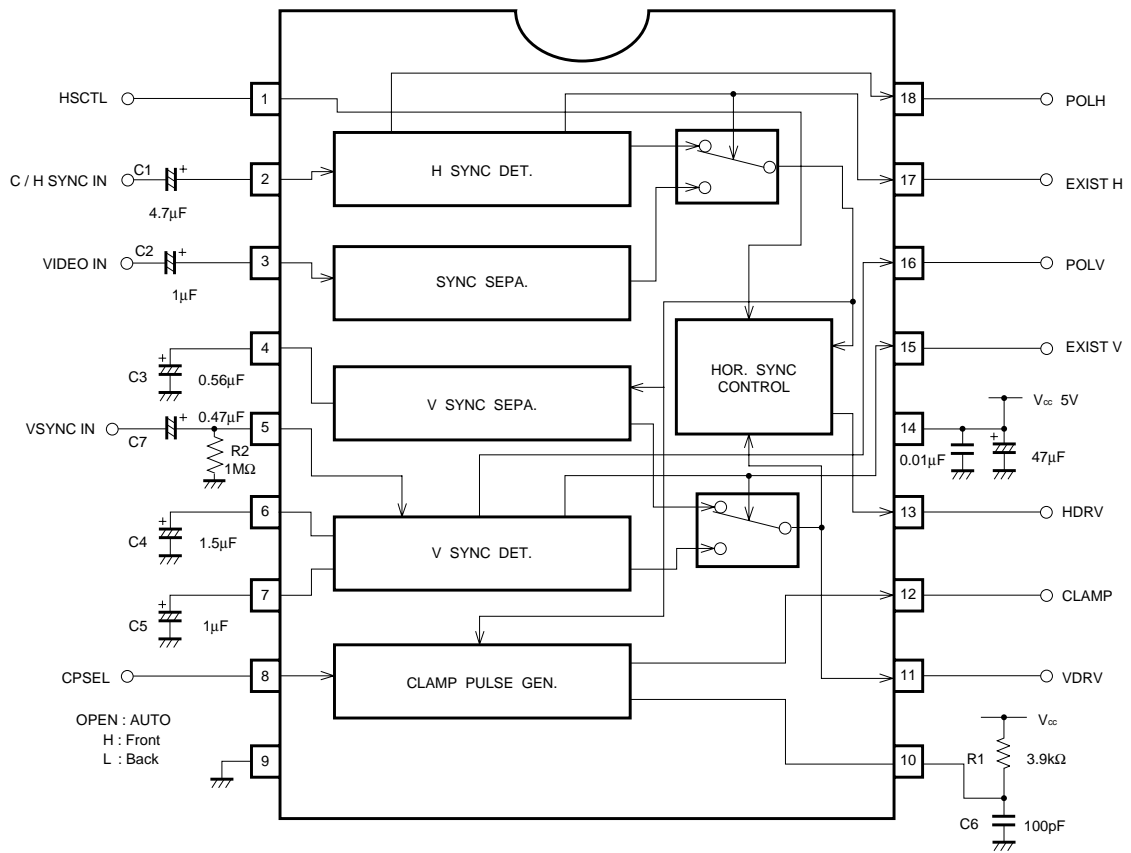 HSCTL
1
18
POLH
C / H SYNC IN
C1
+
4.7µF
2
H SYNC DET.
17
EXIST H
VIDEO IN
C2
+
1µF
3
SYNC SEPA.
16
POLV
4
+
C3
0.56µF
V SYNC SEPA.
HOR. SYNC
CONTROL
15
EXIST V
VSYNC IN
C7
+
0.47µF
5
R2
1MΩ
14
Vcc 5V
0.01µF
+
47µF
6
+
C4
1.5µF
V SYNC DET.
13
HDRV
7
+
C5
1µF
12
CLAMP
CPSEL
8
CLAMP PULSE GEN.
11
VDRV
OPEN : AUTO
H : Front
L : Back
9
10
Vcc
R1
3.9kΩ
C6
100pF